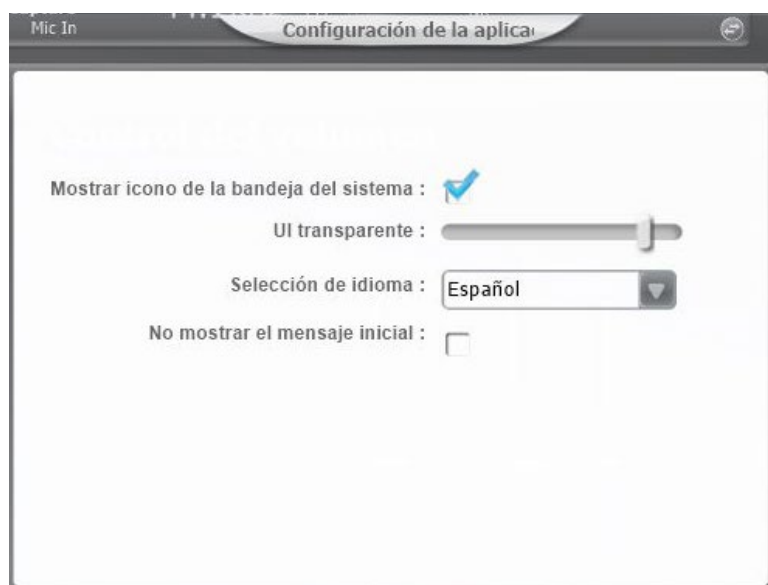 Mic In
Configuración de la aplica
Mostrar icono de la bandeja del sistema :
UI transparente :
Selección de idioma :
Español
No mostrar el mensaje inicial :